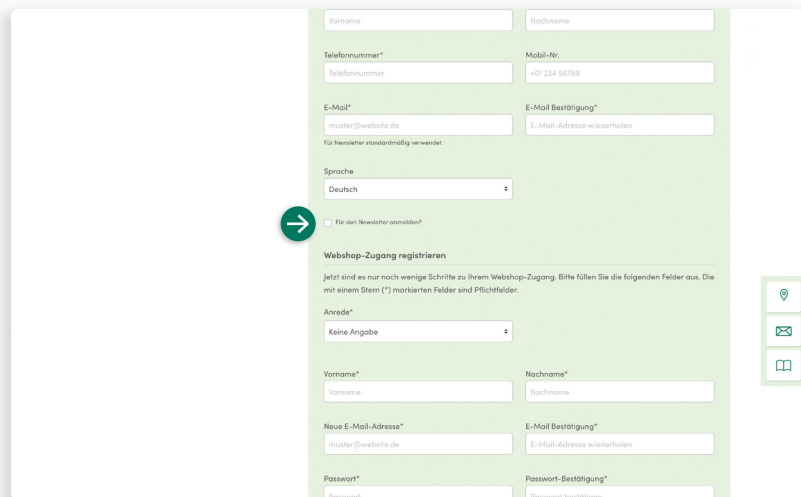 Vorname Nachname
Telefonnummer* Mobil-Nr.
Telefonnummer +01 234 56789
E-Mail* E-Mail Bestätigung*
muster@website.de E-Mail-Adresse wiederholen
Für Newsletter standardmäßig verwendet.
Sprache
Deutsch
Für den Newsletter anmelden?
Webshop-Zugang registrieren
Jetzt sind es nur noch wenige Schritte zu Ihrem Webshop-Zugang. Bitte füllen Sie die folgenden Felder aus. Die
mit einem Stern (*) markierten Felder sind Pflichtfelder.
Anrede*
Keine Angabe
Vorname* Nachname*
Vorname Nachname
Neue E-Mail-Adresse* E-Mail Bestätigung*
muster@website.de E-Mail-Adresse wiederholen
Passwort* Passwort-Bestätigung*
Passwort Passwort bestätigen